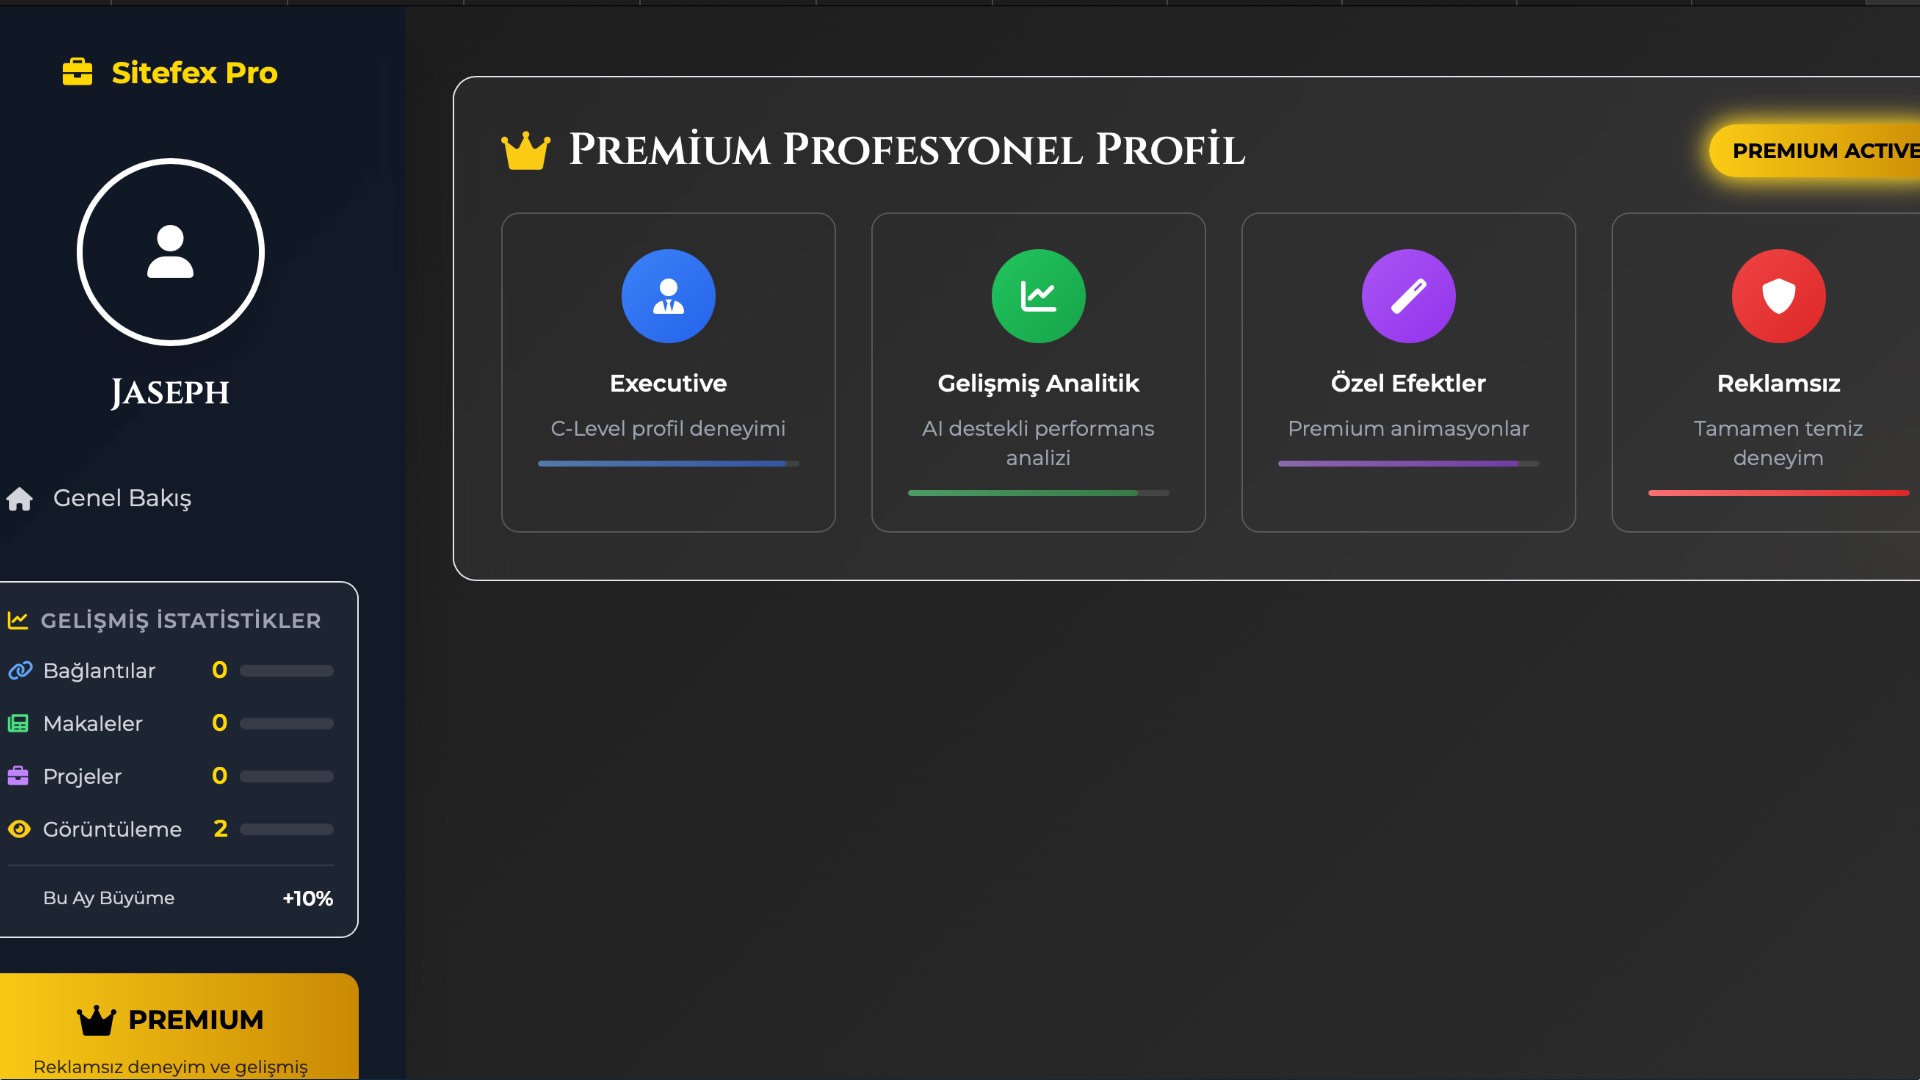 Sitefex Pro
JASEPH
Genel Bakış
GELİŞMİŞ İSTATİSTİKLER
Bağlantılar 0
Makaleler 0
Projeler 0
Görüntüleme 2
Bu Ay Büyüme +10%
PREMIUM
Reklamsız deneyim ve gelişmiş
PREMİUM PROFESYONEL PROFİL
PREMIUM ACTIVE
Executive
C-Level profil deneyimi
Gelişmiş Analitik
AI destekli performans
analizi
Özel Efektler
Premium animasyonlar
Reklamsız
Tamamen temiz
deneyim